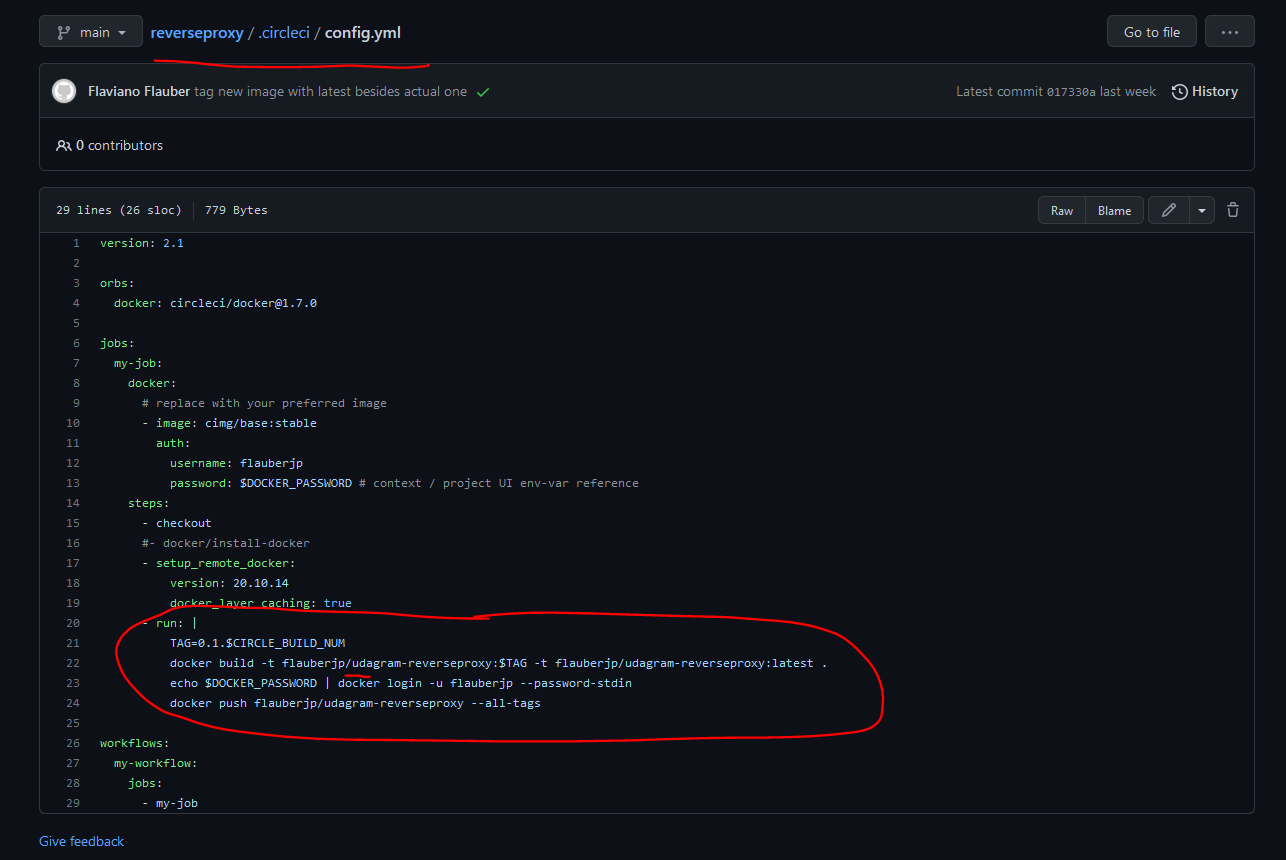 main
reverseproxy / .circleci / config.yml
Go to file
...
Flaviano Flauber tag new image with latest besides actual one
Latest commit 017330a last week
History
0 contributors
29 lines (26 sloc)
779 Bytes
Raw
Blame
1 version: 2.1
2
3 orbs:
4   docker: circleci/docker@1.7.0
5
6 jobs:
7   my-job:
8     docker:
9       # replace with your preferred image
10       - image: cimg/base:stable
11         auth:
12           username: flauberjp
13           password: $DOCKER_PASSWORD # context / project UI env-var reference
14     steps:
15       - checkout
16       #- docker/install-docker
17       - setup_remote_docker:
18           version: 20.10.14
19           docker_layer_caching: true
20       - run: |
21           TAG=0.1.$CIRCLE_BUILD_NUM
22           docker build -t flauberjp/udagram-reverseproxy:$TAG -t flauberjp/udagram-reverseproxy:latest .
23           echo $DOCKER_PASSWORD | docker login -u flauberjp --password-stdin
24           docker push flauberjp/udagram-reverseproxy --all-tags
25
26 workflows:
27   my-workflow:
28     jobs:
29       - my-job
Give feedback